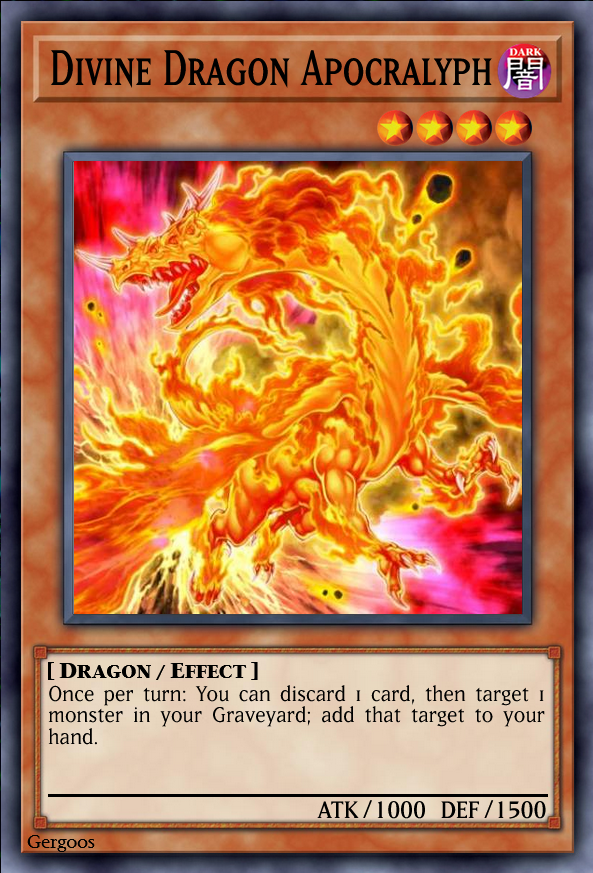 Divine Dragon Apocralyph
DARK
闇
[ Dragon / Effect ]
Once per turn: You can discard 1 card, then target 1
monster in your Graveyard; add that target to your
hand.
ATK / 1000 DEF / 1500
Gergoos